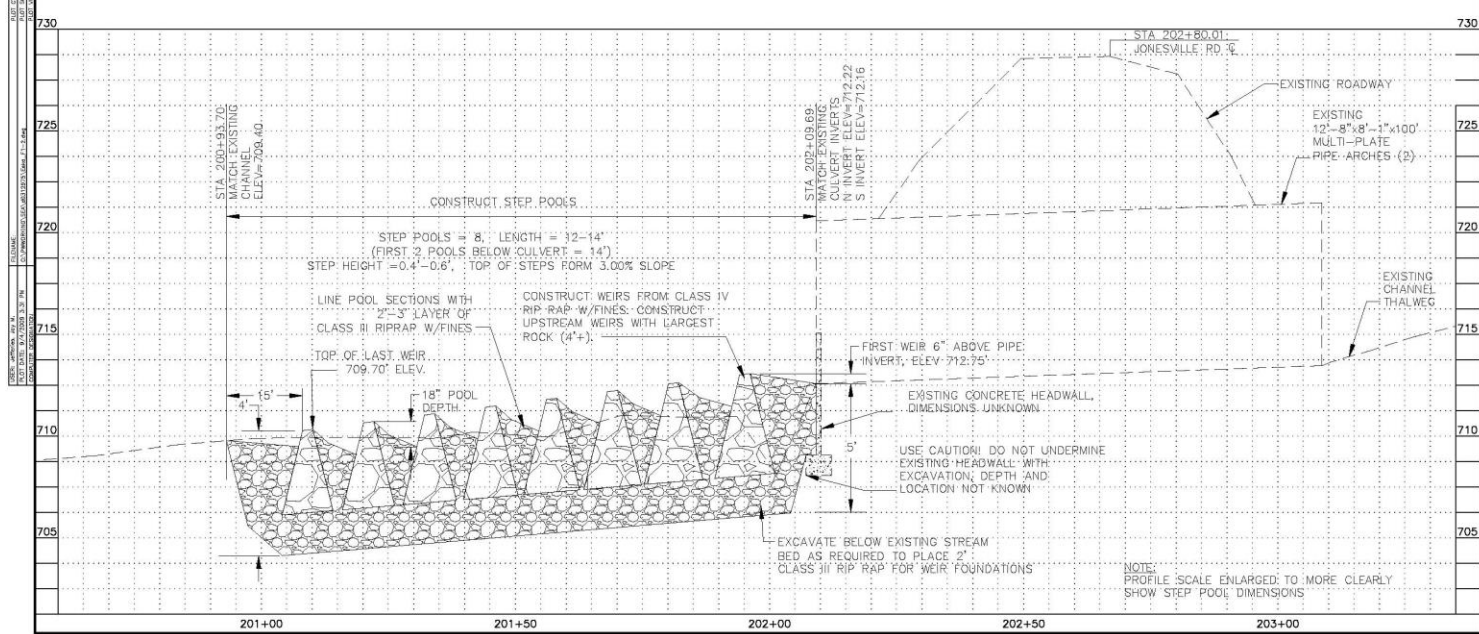 730
730
725
725
720
720
715
715
710
710
705
705
STA 200+93.70
MATCH EXISTING
CHANNEL
ELEV=709.40
CONSTRUCT STEP POOLS
STEP POOLS = 8, LENGTH = 12-14'
(FIRST 2 POOLS BELOW CULVERT = 14')
STEP HEIGHT =0.4'-0.6', TOP OF STEPS FORM 3.00% SLOPE
LINE POOL SECTIONS WITH
2'-3' LAYER OF
CLASS III RIPRAP W/FINES
CONSTRUCT WEIRS FROM CLASS IV
RIP RAP W/FINES. CONSTRUCT
UPSTREAM WEIRS WITH LARGEST
ROCK (4'+).
TOP OF LAST WEIR
709.70' ELEV.
15'
4'
18" POOL
DEPTH
STA 202+09.69
MATCH EXISTING
CULVERT INVERTS
N INVERT ELEV=712.22
S INVERT ELEV=712.16
STA 202+80.01
JONESVILLE RD ℄
EXISTING ROADWAY
EXISTING
12'-8"x8'-1"x100'
MULTI-PLATE
PIPE ARCHES (2)
EXISTING
CHANNEL
THALWEG
FIRST WEIR 6" ABOVE PIPE
INVERT, ELEV 712.75'
EXISTING CONCRETE HEADWALL,
DIMENSIONS UNKNOWN
5'
USE CAUTION! DO NOT UNDERMINE
EXISTING HEADWALL WITH
EXCAVATION, DEPTH AND
LOCATION NOT KNOWN
EXCAVATE BELOW EXISTING STREAM
BED AS REQUIRED TO PLACE 2'
CLASS III RIP RAP FOR WEIR FOUNDATIONS
NOTE:
PROFILE SCALE ENLARGED TO MORE CLEARLY
SHOW STEP POOL DIMENSIONS
201+00
201+50
202+00
202+50
203+00